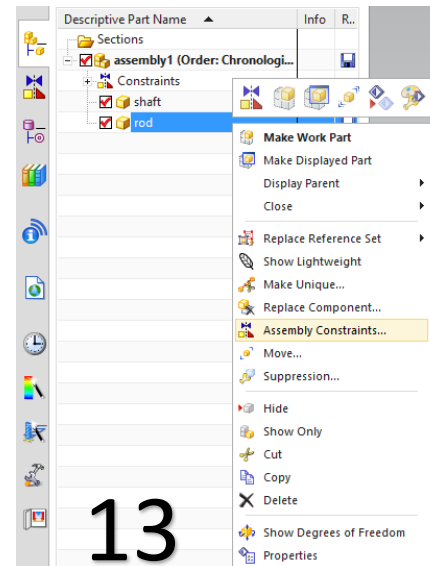 Descriptive Part Name Info R..
Sections
assembly1 (Order: Chronologi...
Constraints
shaft
rod
Make Work Part
Make Displayed Part
Display Parent
Close
Replace Reference Set
Show Lightweight
Make Unique...
Replace Component...
Assembly Constraints...
Move...
Suppression...
Hide
Show Only
Cut
Copy
Delete
Show Degrees of Freedom
Properties
13